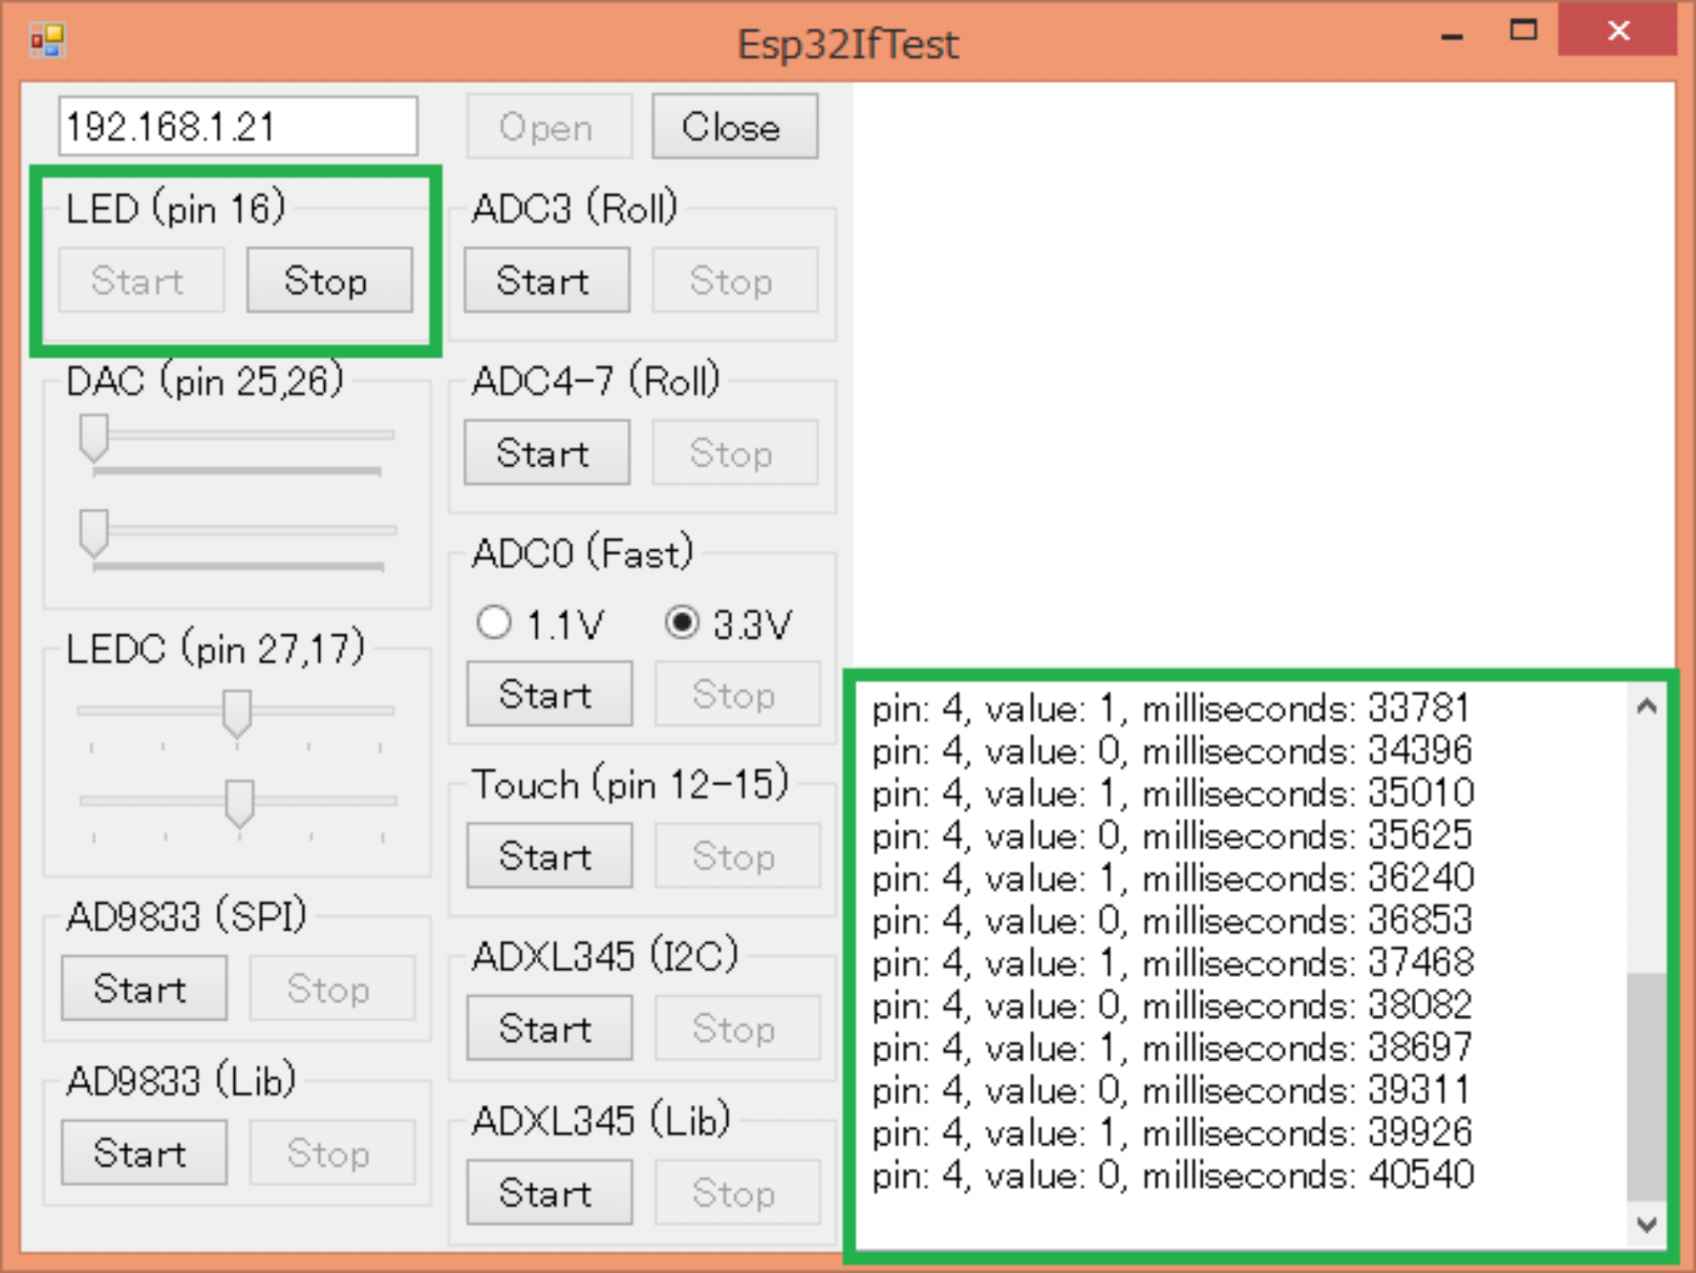 Esp32IfTest
192.168.1.21
Open Close
LED (pin 16)
Start Stop
DAC (pin 25,26)
LEDC (pin 27,17)
AD9833 (SPI)
Start Stop
AD9833 (Lib)
Start Stop
ADC3 (Roll)
Start Stop
ADC4-7 (Roll)
Start Stop
ADC0 (Fast)
1.1V 3.3V
Start Stop
Touch (pin 12-15)
Start Stop
ADXL345 (I2C)
Start Stop
ADXL345 (Lib)
Start Stop
pin: 4, value: 1, milliseconds: 33781
pin: 4, value: 0, milliseconds: 34396
pin: 4, value: 1, milliseconds: 35010
pin: 4, value: 0, milliseconds: 35625
pin: 4, value: 1, milliseconds: 36240
pin: 4, value: 0, milliseconds: 36853
pin: 4, value: 1, milliseconds: 37468
pin: 4, value: 0, milliseconds: 38082
pin: 4, value: 1, milliseconds: 38697
pin: 4, value: 0, milliseconds: 39311
pin: 4, value: 1, milliseconds: 39926
pin: 4, value: 0, milliseconds: 40540